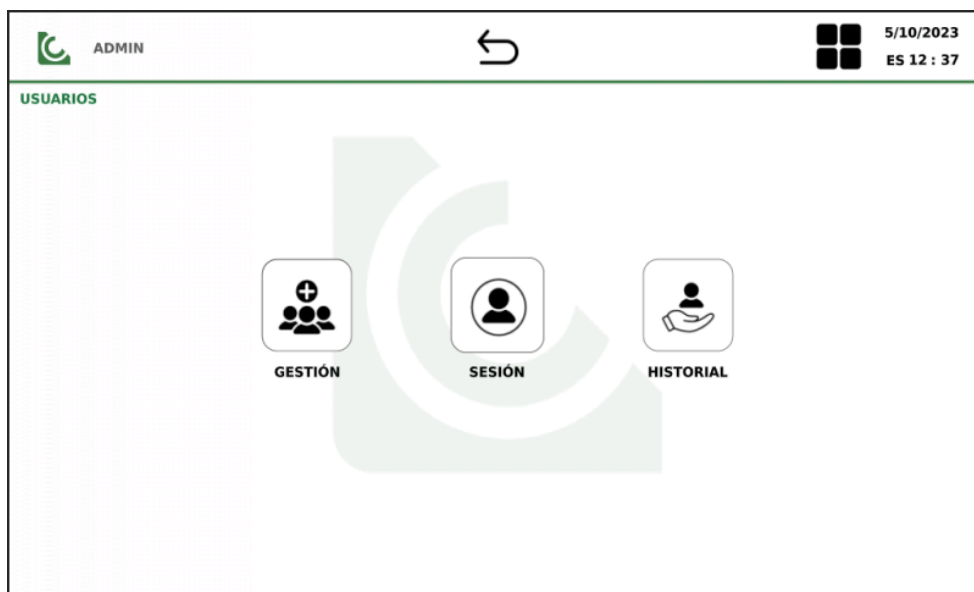 ADMIN
5/10/2023
ES 12 : 37
USUARIOS
GESTIÓN
SESIÓN
HISTORIAL